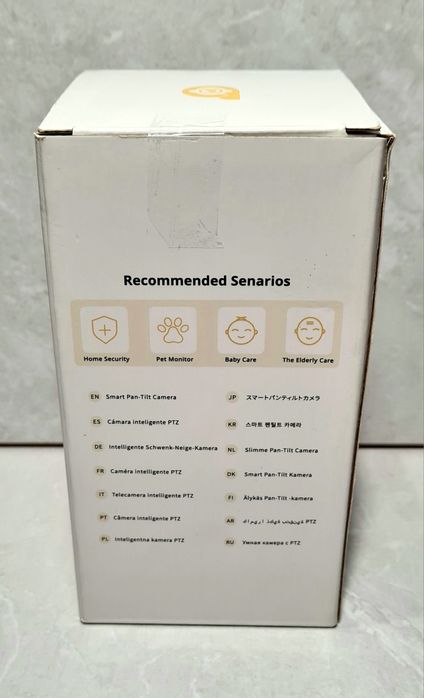 Recommended Senarios
Home Security
Pet Monitor
Baby Care
The Elderly Care
EN Smart Pan-Tilt Camera
ES Cámara inteligente PTZ
DE Intelligente Schwenk-Neige-Kamera
FR Caméra intelligente PTZ
IT Telecamera intelligente PTZ
PT Câmera inteligente PTZ
PL Inteligentna kamera PTZ
JP スマートパンティルトカメラ
KR 스마트 팬틸트 카메라
NL Slimme Pan-Tilt Camera
DK Smart Pan-Tilt Kamera
FI Älykäs Pan-Tilt -kamera
AR PTZ
RU Умная камера с PTZ